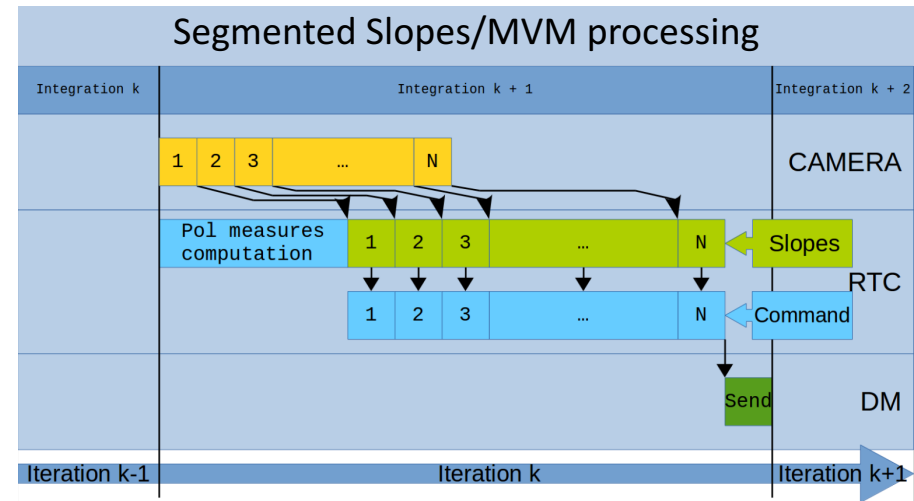 Segmented Slopes/MVM processing
Integration k
Integration k + 1
Integration k + 2
1 2 3 … N
CAMERA
Pol measures
computation
1 2 3 … N
Slopes
RTC
1 2 3 … N
Command
Send
DM
Iteration k-1
Iteration k
Iteration k+1